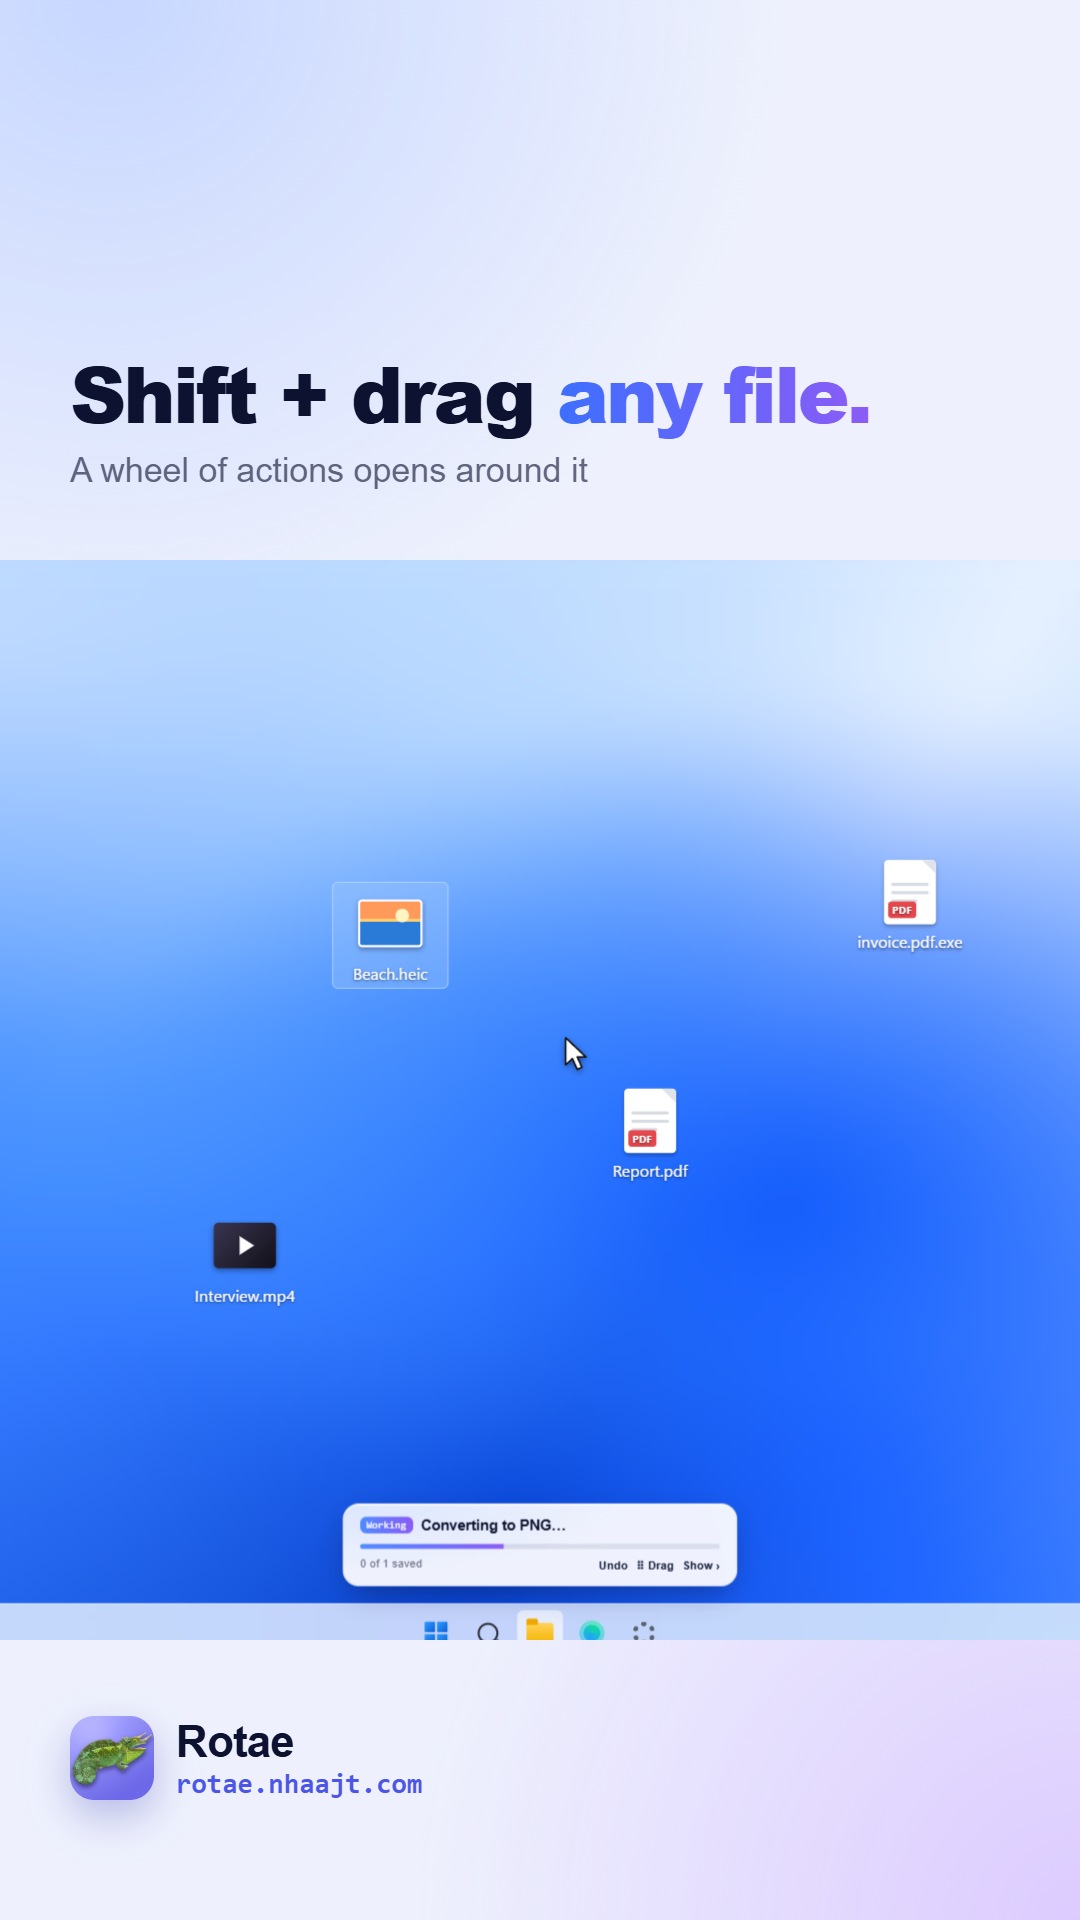 Shift + drag any file.
A wheel of actions opens around it
PDF
invoice.pdf.exe
Beach.heic
PDF
Report.pdf
Interview.mp4
Working Converting to PNG...
0 of 1 saved Undo ⠿ Drag Show ›
Rotae
rotae.nhaajt.com